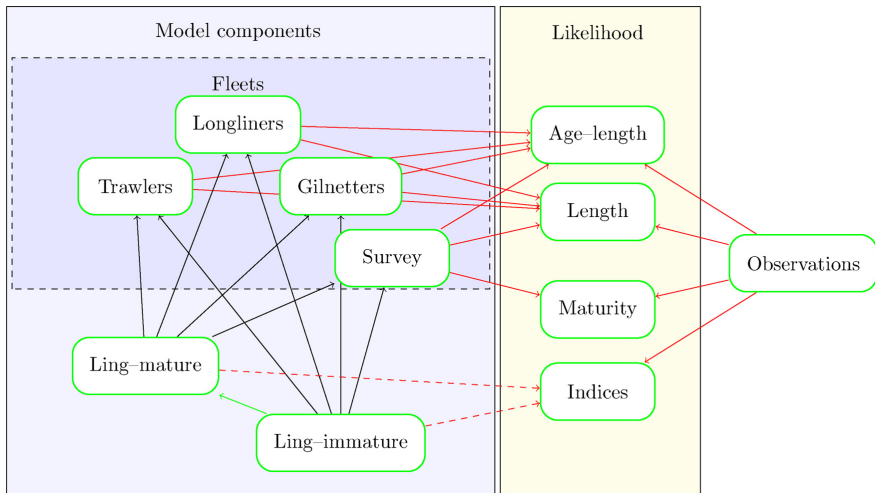 Model components
Likelihood
Fleets
Longliners
Age–length
Trawlers
Gilnetters
Length
Survey
Observations
Maturity
Ling–mature
Indices
Ling–immature